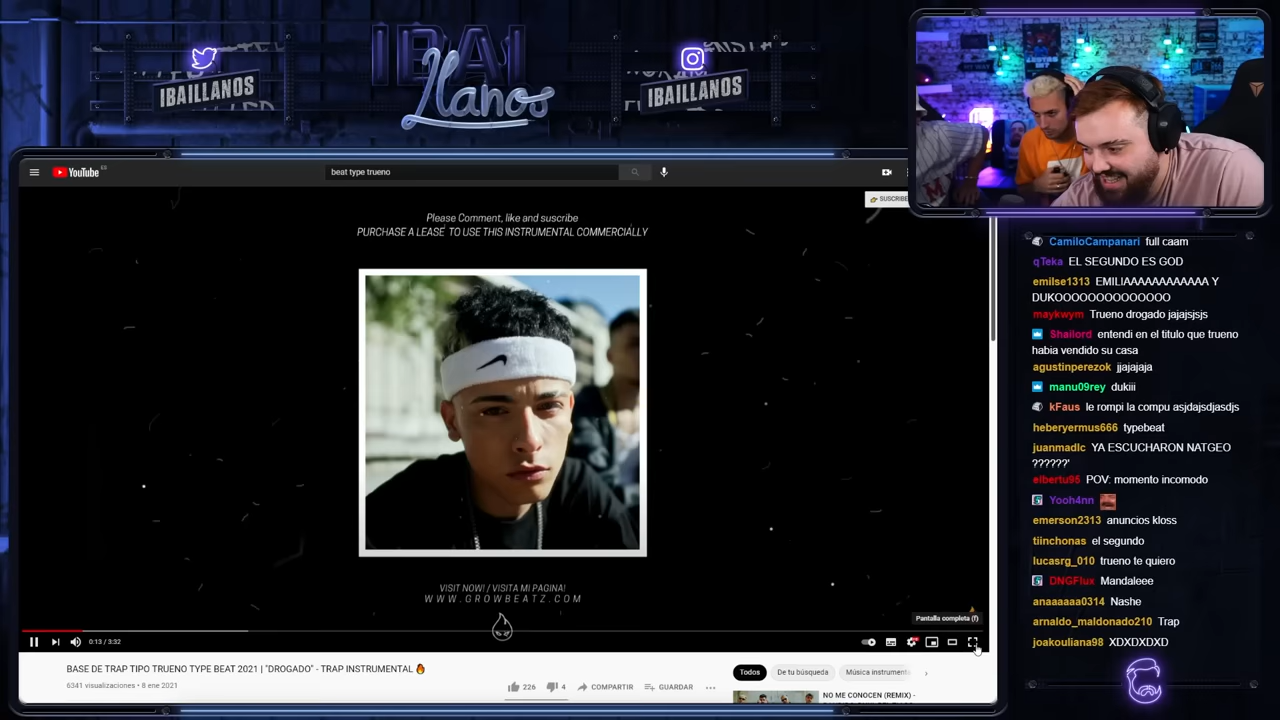 IBAI
Llanos
IBAILLANOS
IBAILLANOS
YouTube ES
beat type trueno
SUSCRIBE
Please Comment, like and suscribe
PURCHASE A LEASE TO USE THIS INSTRUMENTAL COMMERCIALLY
VISIT NOW! / VISITA MI PAGINA!
WWW.GROWBEATZ.COM
Pantalla completa (f)
0:13 / 3:32
BASE DE TRAP TIPO TRUENO TYPE BEAT 2021 | "DROGADO" - TRAP INSTRUMENTAL 🔥
6341 visualizaciones • 8 ene 2021
226
4
COMPARTIR
GUARDAR
Todos
De tu búsqueda
Música instrument
NO ME CONOCEN (REMIX) -
CamiloCampanari full caam
qTeka EL SEGUNDO ES GOD
emilse1313 EMILIAAAAAAAAAAAA Y
DUKOOOOOOOOOOOOOO
maykwym Trueno drogado jajajsjsjs
Shailord entendi en el titulo que trueno
habia vendido su casa
agustinperezok jjajajaja
manu09rey dukiii
kFaus le rompi la compu asjdajsdjasdjs
heberyermus666 typebeat
juanmadlc YA ESCUCHARON NATGEO
??????'
elbertu95 POV: momento incomodo
Yooh4nn
emerson2313 anuncios kloss
tiinchonas el segundo
lucasrg_010 trueno te quiero
DNGFlux Mandaleee
anaaaaaa0314 Nashe
arnaldo_maldonado210 Trap
joakouliana98 XDXDXDXD